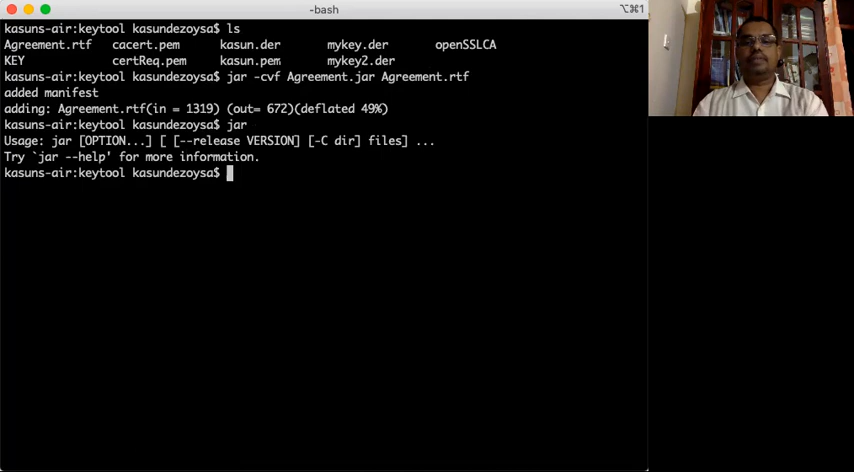 -bash
⌥⌘1
kasuns-air:keytool kasundezoysa$ ls
Agreement.rtf cacert.pem kasun.der mykey.der openSSLCA
KEY certReq.pem kasun.pem mykey2.der
kasuns-air:keytool kasundezoysa$ jar -cvf Agreement.jar Agreement.rtf
added manifest
adding: Agreement.rtf(in = 1319) (out= 672)(deflated 49%)
kasuns-air:keytool kasundezoysa$ jar
Usage: jar [OPTION...] [ [--release VERSION] [-C dir] files] ...
Try `jar --help' for more information.
kasuns-air:keytool kasundezoysa$